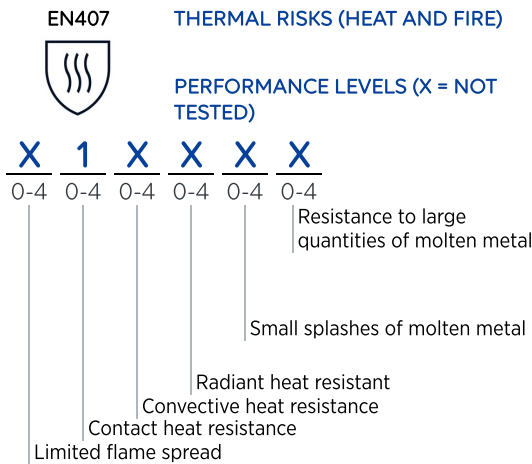 EN407
THERMAL RISKS (HEAT AND FIRE)
PERFORMANCE LEVELS (X = NOT
TESTED)
X 1 X X X X
0-4 0-4 0-4 0-4 0-4 0-4
Resistance to large
quantities of molten metal
Small splashes of molten metal
Radiant heat resistant
Convective heat resistance
Contact heat resistance
Limited flame spread